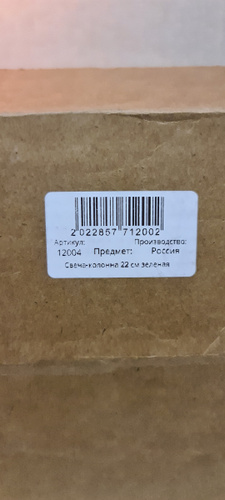 2 022857 712002
Артикул: Производство:
12004 Предмет: Россия
Свеча-колонна 22 см зеленая